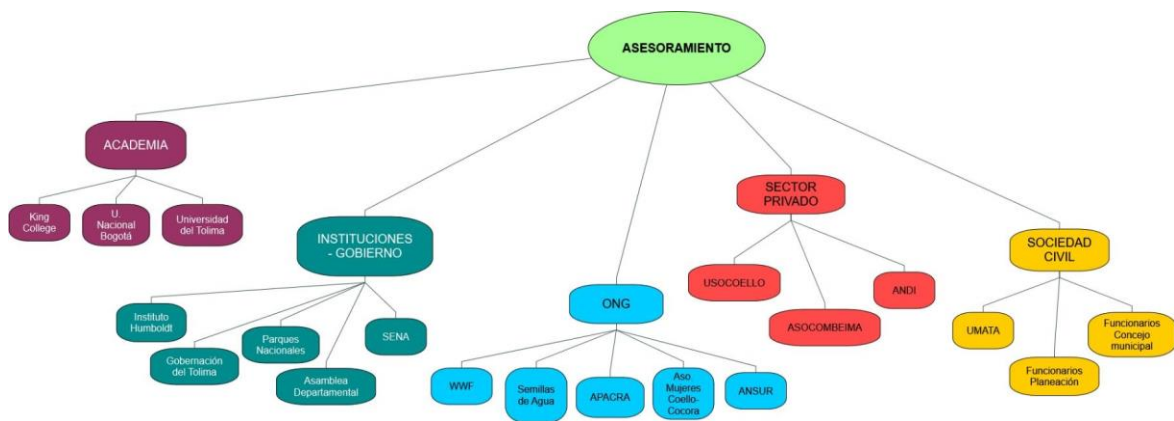 ASESORAMIENTO
ACADEMIA
King
College
U.
Nacional
Bogotá
Universidad
del Tolima
INSTITUCIONES
- GOBIERNO
Instituto
Humboldt
Gobernación
del Tolima
Parques
Nacionales
Asamblea
Departamental
SENA
ONG
WWF
Semillas
de Agua
APACRA
Aso.
Mujeres
Coello-
Cocora
ANSUR
SECTOR
PRIVADO
USOCOELLO
ASOCOMBEIMA
ANDI
SOCIEDAD
CIVIL
UMATA
Funcionarios
Planeación
Funcionarios
Concejo
municipal